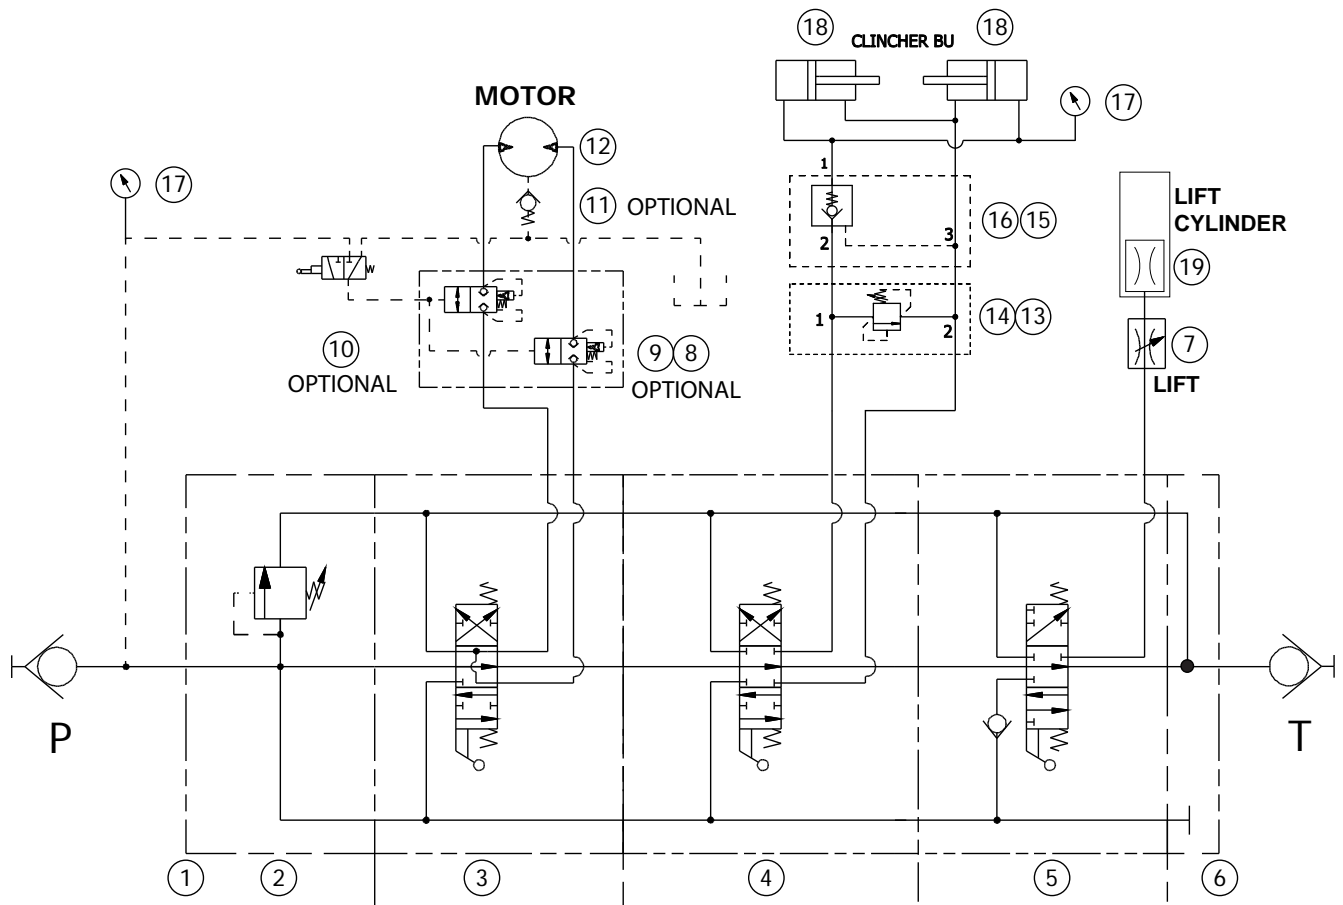 18
CLINCHER BU
18
MOTOR
17
12
1
17
11 OPTIONAL
16 15
LIFT
CYLINDER
2
3
19
10
OPTIONAL
9 8
OPTIONAL
1
2
14 13
7
LIFT
P
T
1
2
3
4
5
6